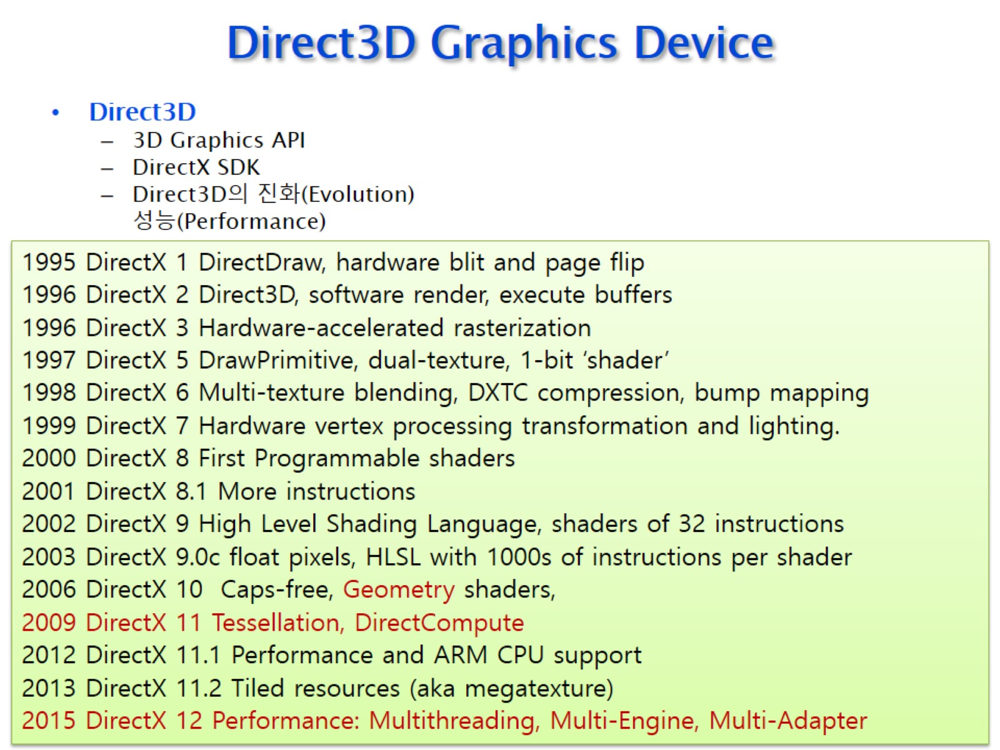 Direct3D Graphics Device
• Direct3D
– 3D Graphics API
– DirectX SDK
– Direct3D의 진화(Evolution)
성능(Performance)
1995 DirectX 1 DirectDraw, hardware blit and page flip
1996 DirectX 2 Direct3D, software render, execute buffers
1996 DirectX 3 Hardware-accelerated rasterization
1997 DirectX 5 DrawPrimitive, dual-texture, 1-bit ‘shader’
1998 DirectX 6 Multi-texture blending, DXTC compression, bump mapping
1999 DirectX 7 Hardware vertex processing transformation and lighting.
2000 DirectX 8 First Programmable shaders
2001 DirectX 8.1 More instructions
2002 DirectX 9 High Level Shading Language, shaders of 32 instructions
2003 DirectX 9.0c float pixels, HLSL with 1000s of instructions per shader
2006 DirectX 10 Caps-free, Geometry shaders,
2009 DirectX 11 Tessellation, DirectCompute
2012 DirectX 11.1 Performance and ARM CPU support
2013 DirectX 11.2 Tiled resources (aka megatexture)
2015 DirectX 12 Performance: Multithreading, Multi-Engine, Multi-Adapter